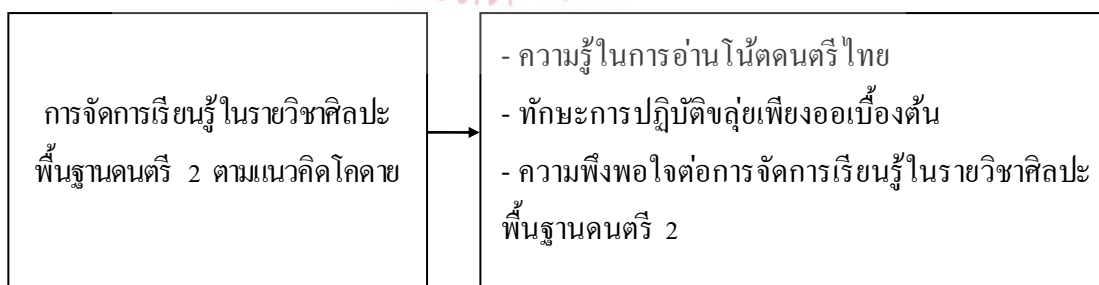 การจัดการเรียนรู้ในรายวิชาศิลปะ
พื้นฐานดนตรี 2 ตามแนวคิดโคดาย
- ความรู้ในการอ่านโน้ตดนตรีไทย
- ทักษะการปฏิบัติขลุ่ยเพียงออเบื้องต้น
- ความพึงพอใจต่อการจัดการเรียนรู้ในรายวิชาศิลปะ
พื้นฐานดนตรี 2